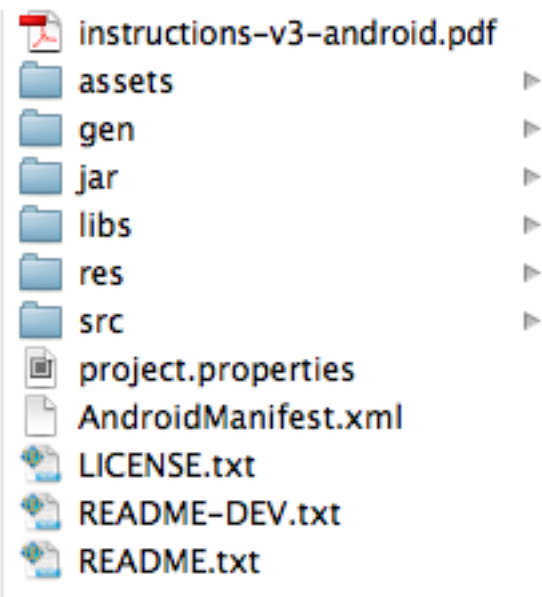 instructions-v3-android.pdf
assets
gen
jar
libs
res
src
project.properties
AndroidManifest.xml
LICENSE.txt
README-DEV.txt
README.txt